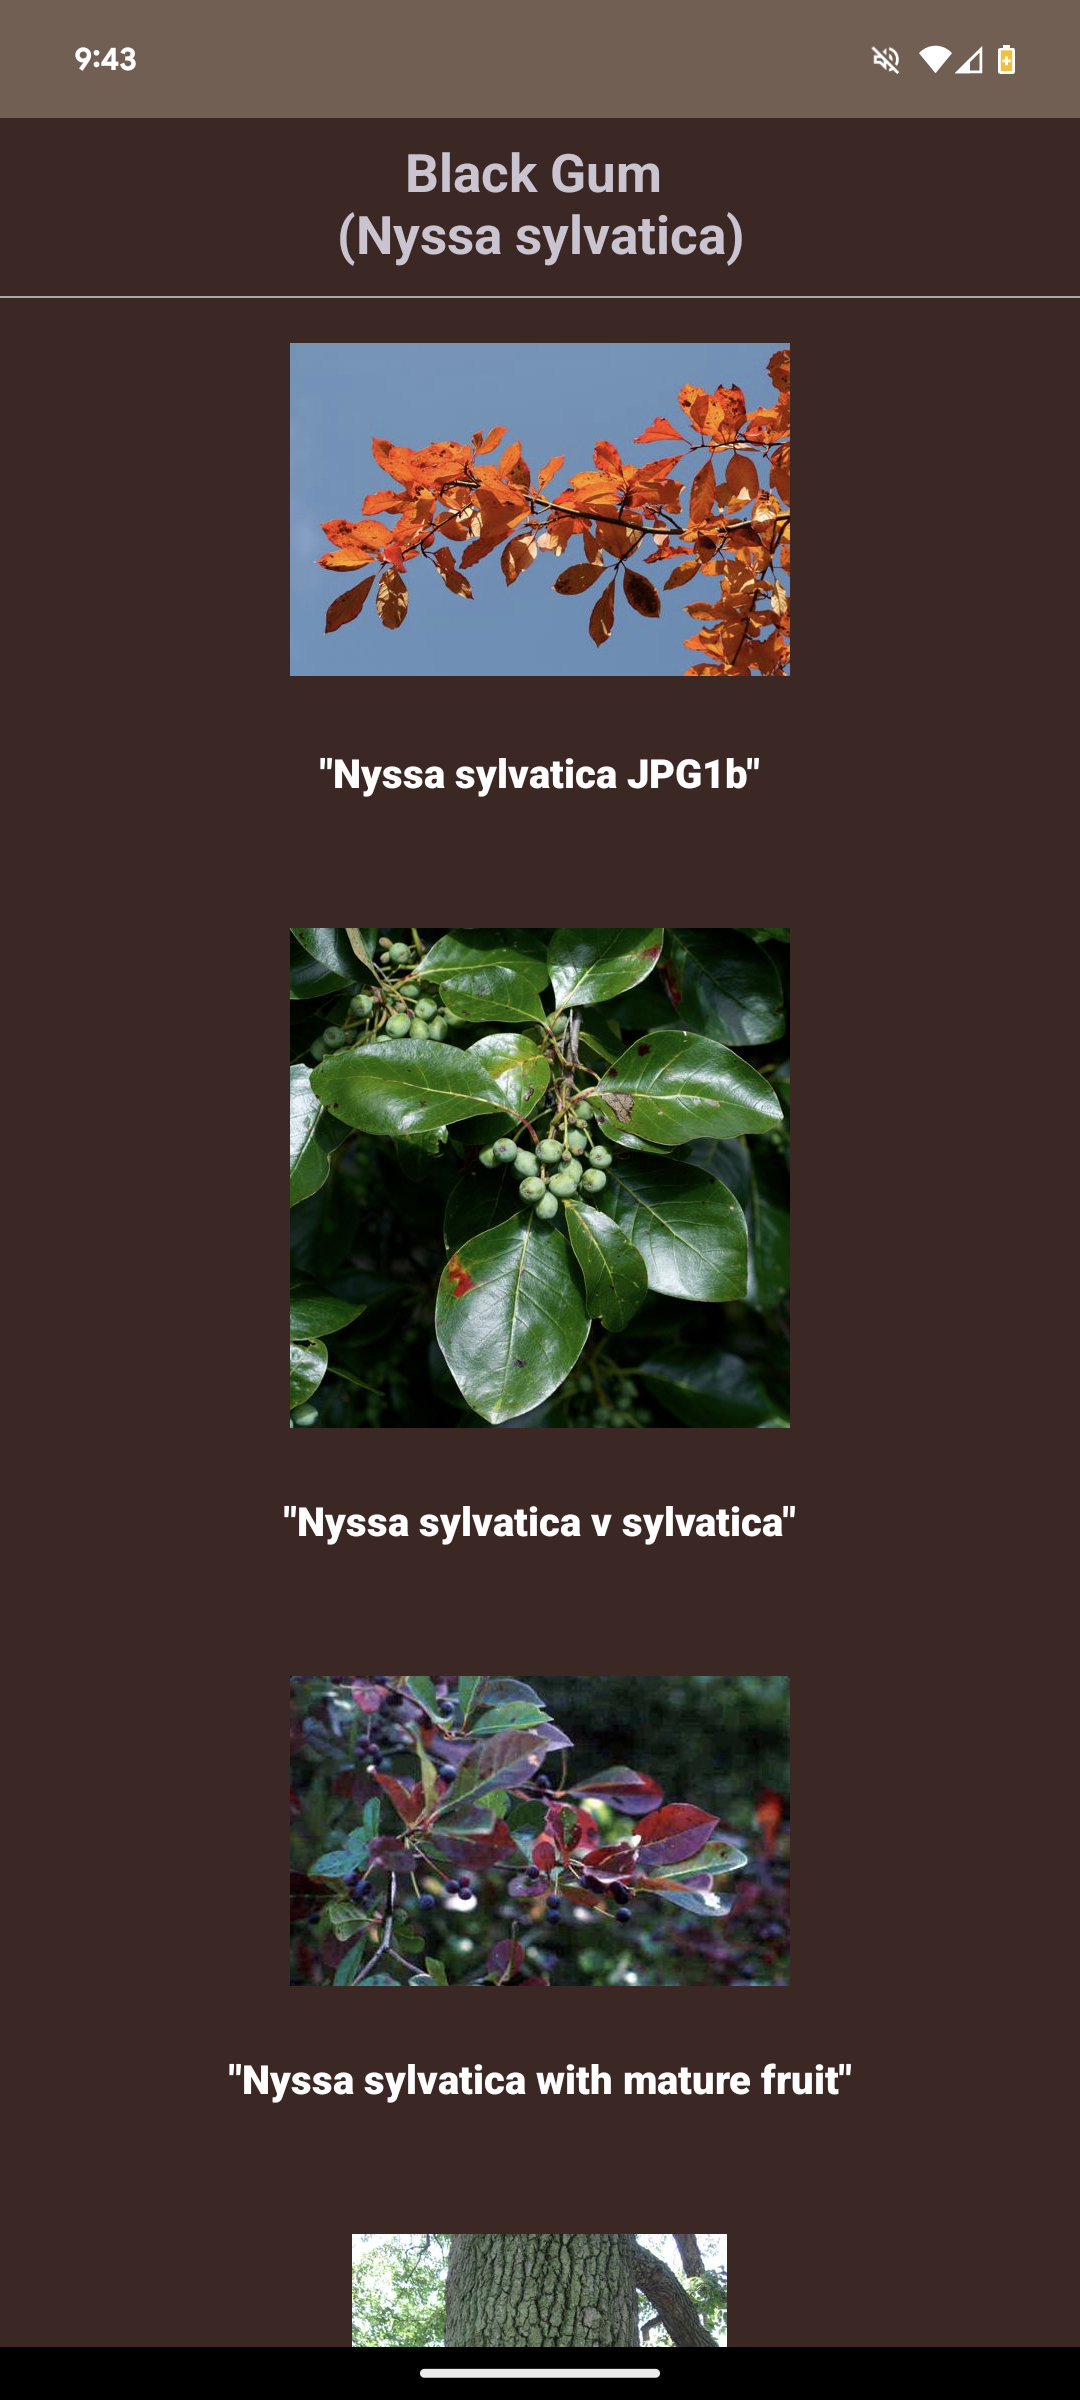 9:43
Black Gum
(Nyssa sylvatica)
"Nyssa sylvatica JPG1b"
"Nyssa sylvatica v sylvatica"
"Nyssa sylvatica with mature fruit"